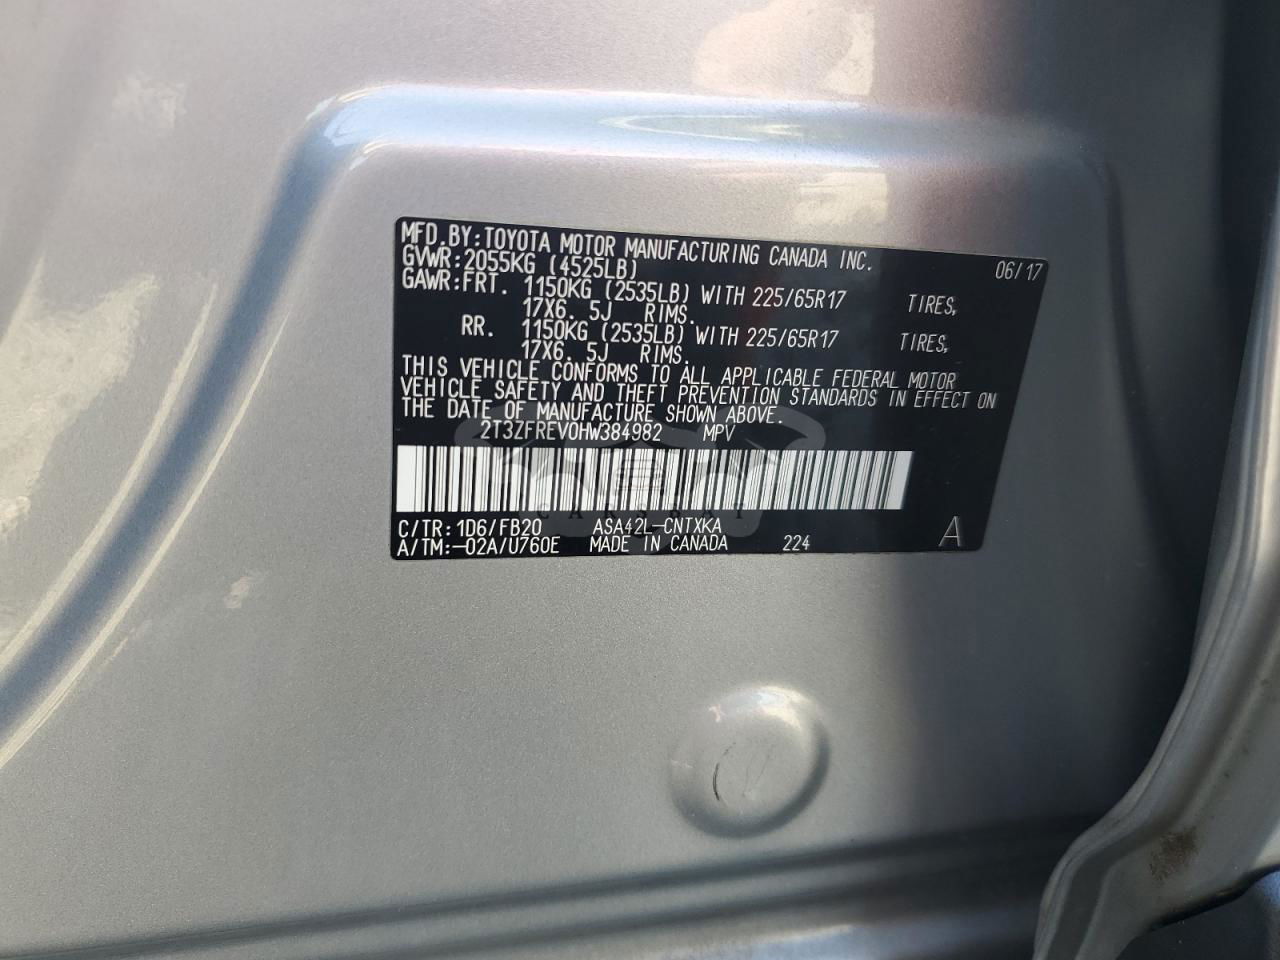 MFD.BY:TOYOTA MOTOR MANUFACTURING CANADA INC. 06/17
GVWR:2055KG (4525LB)
GAWR:FRT. 1150KG (2535LB) WITH 225/65R17 TIRES,
17X6. 5J RIMS.
RR. 1150KG (2535LB) WITH 225/65R17 TIRES,
17X6. 5J RIMS.
THIS VEHICLE CONFORMS TO ALL APPLICABLE FEDERAL MOTOR
VEHICLE SAFETY AND THEFT PREVENTION STANDARDS IN EFFECT ON
THE DATE OF MANUFACTURE SHOWN ABOVE.
2T3ZFREV0HW384982 MPV
C/TR:1D6/FB20 ASA42L-CNTXKA
A/TM:-02A/U760E MADE IN CANADA 224 A